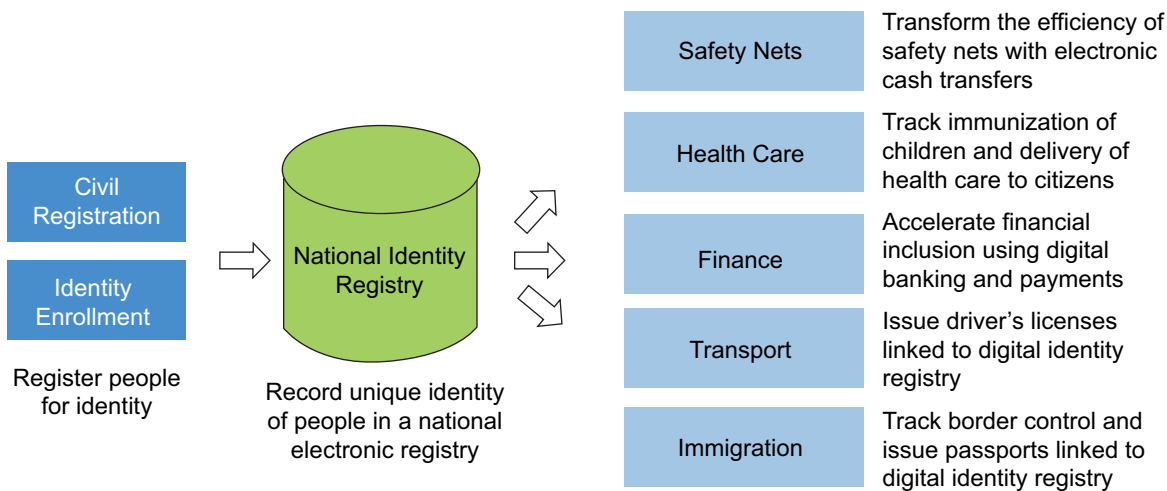 Civil
Registration
Identity
Enrollment
Register people
for identity
National Identity
Registry
Record unique identity
of people in a national
electronic registry
Safety Nets
Transform the efficiency of
safety nets with electronic
cash transfers
Health Care
Track immunization of
children and delivery of
health care to citizens
Finance
Accelerate financial
inclusion using digital
banking and payments
Transport
Issue driver’s licenses
linked to digital identity
registry
Immigration
Track border control and
issue passports linked to
digital identity registry